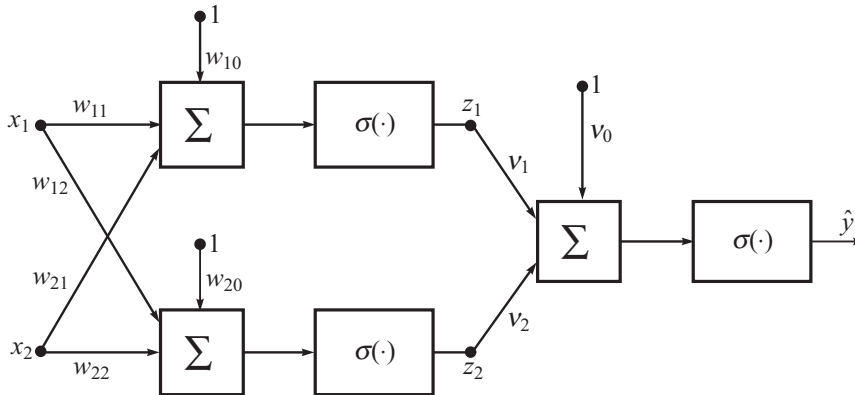 1
w₁₀
x₁
w₁₁
Σ
σ(·)
z₁
1
v₀
v₁
w₁₂
w₂₁
1
w₂₀
Σ
σ(·)
ŷ
v₂
x₂
w₂₂
Σ
σ(·)
z₂